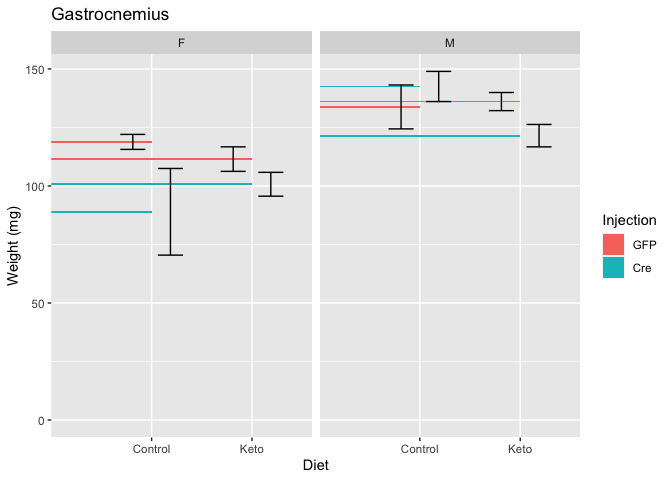 Gastrocnemius
F
M
Weight (mg)
150
100
50
0
Control
Keto
Control
Keto
Diet
Injection
GFP
Cre